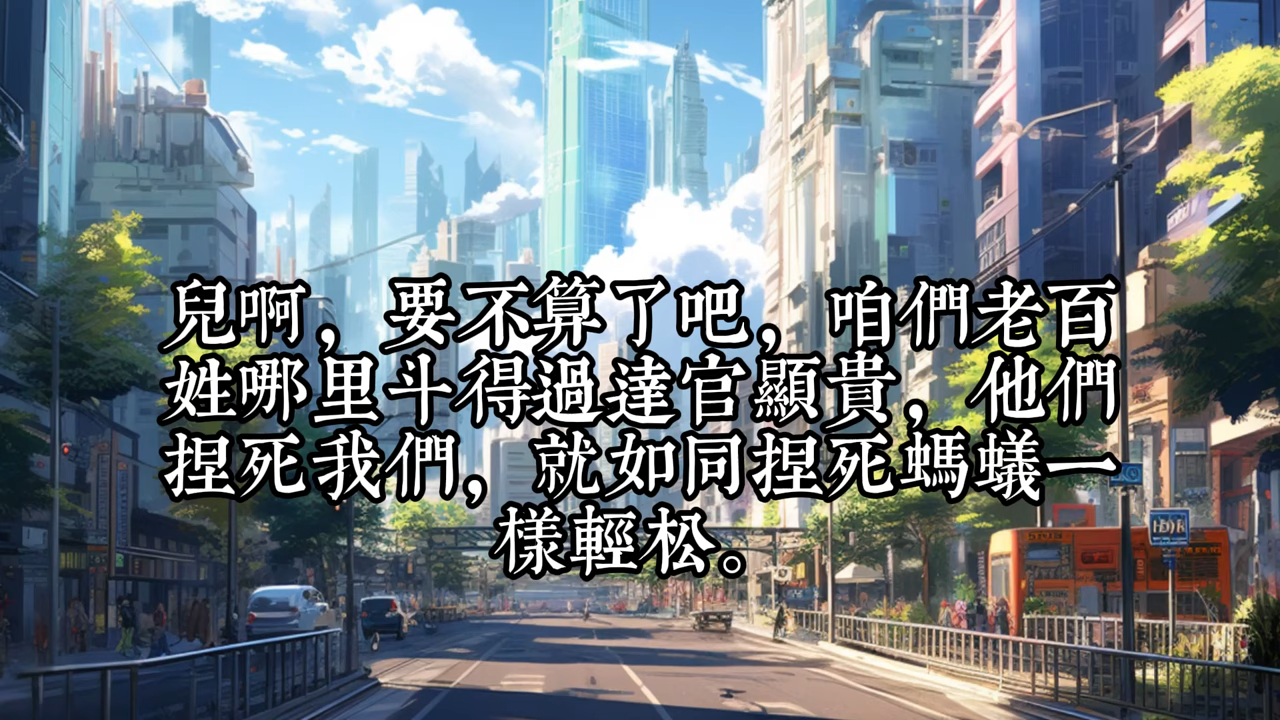 兒啊，要不算了吧，咱們老百
姓哪里斗得過達官顯貴，他們
捏死我們，就如同捏死螞蟻一
樣輕松。